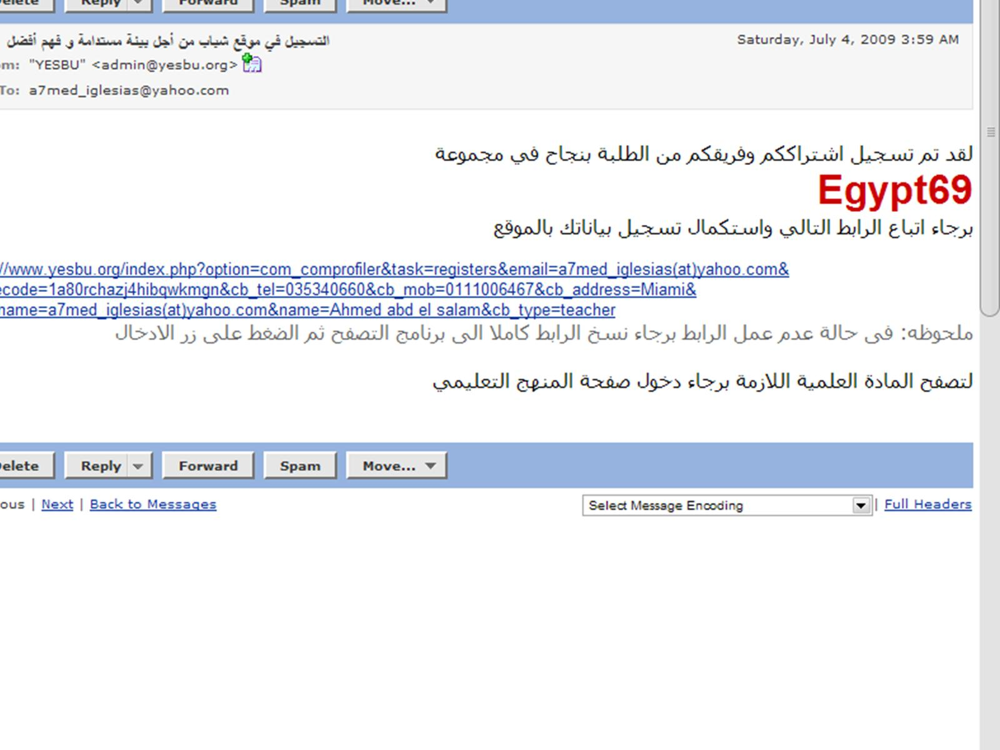 Delete Reply Forward Spam Move...
التسجيل في موقع شباب من أجل بيئة مستدامة و فهم أفضل
Saturday, July 4, 2009 3:59 AM
om: "YESBU" <admin@yesbu.org>
To: a7med_iglesias@yahoo.com
لقد تم تسجيل اشتراككم وفريقكم من الطلبة بنجاح في مجموعة
Egypt69
برجاء اتباع الرابط التالي واستكمال تسجيل بياناتك بالموقع
//www.yesbu.org/index.php?option=com_comprofiler&task=registers&email=a7med_iglesias(at)yahoo.com&
ecode=1a80rchazj4hibqwkmgn&cb_tel=035340660&cb_mob=0111006467&cb_address=Miami&
name=a7med_iglesias(at)yahoo.com&name=Ahmed abd el salam&cb_type=teacher
ملحوظه: فى حالة عدم عمل الرابط برجاء نسخ الرابط كاملا الى برنامج التصفح ثم الضغط على زر الادخال
لتصفح المادة العلمية اللازمة برجاء دخول صفحة المنهج التعليمي
Delete Reply Forward Spam Move...
ous | Next | Back to Messages
Select Message Encoding | Full Headers